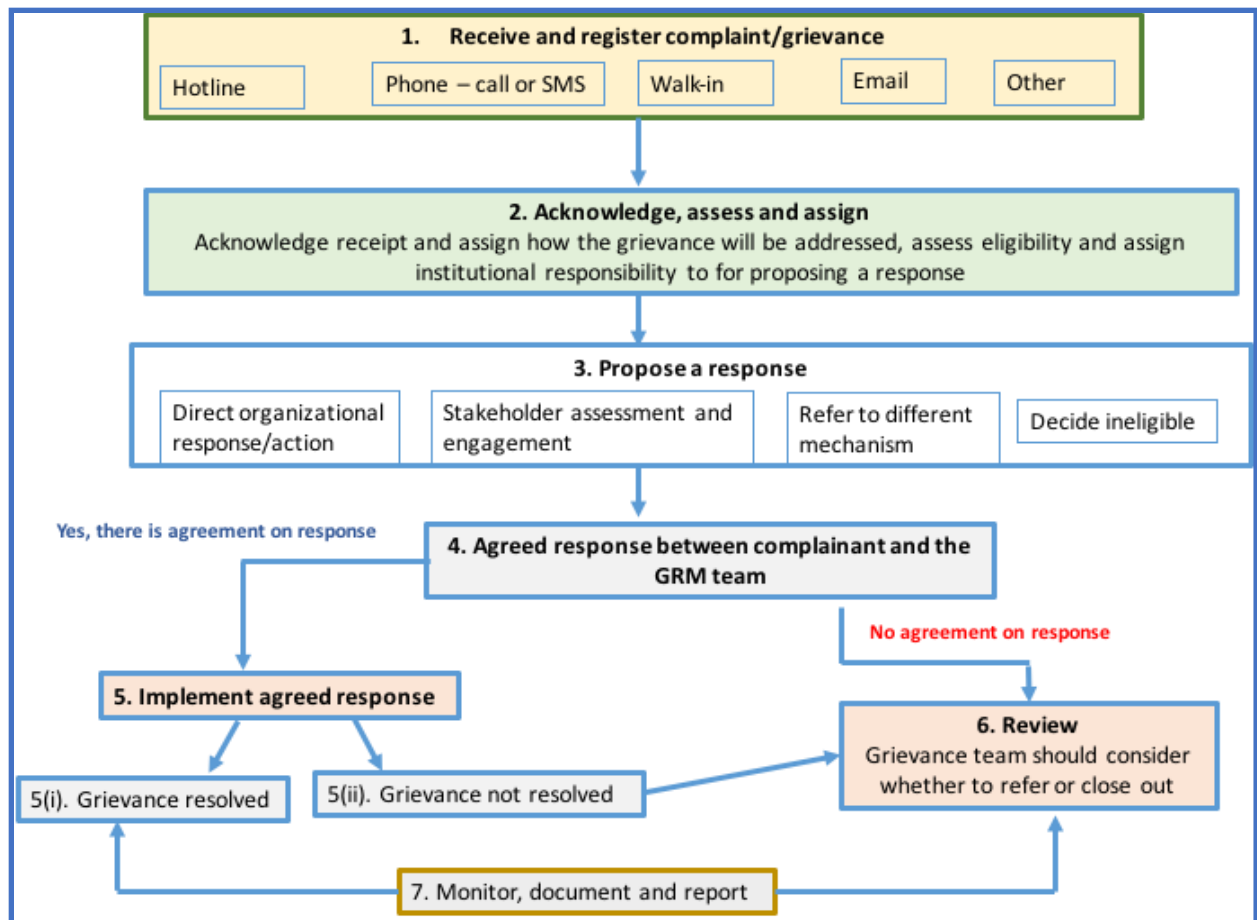 1. Receive and register complaint/grievance
Hotline
Phone – call or SMS
Walk-in
Email
Other
2. Acknowledge, assess and assign
Acknowledge receipt and assign how the grievance will be addressed, assess eligibility and assign
institutional responsibility to for proposing a response
3. Propose a response
Direct organizational
response/action
Stakeholder assessment and
engagement
Refer to different
mechanism
Decide ineligible
Yes, there is agreement on response
4. Agreed response between complainant and the
GRM team
No agreement on response
5. Implement agreed response
6. Review
Grievance team should consider
whether to refer or close out
5(i). Grievance resolved
5(ii). Grievance not resolved
7. Monitor, document and report